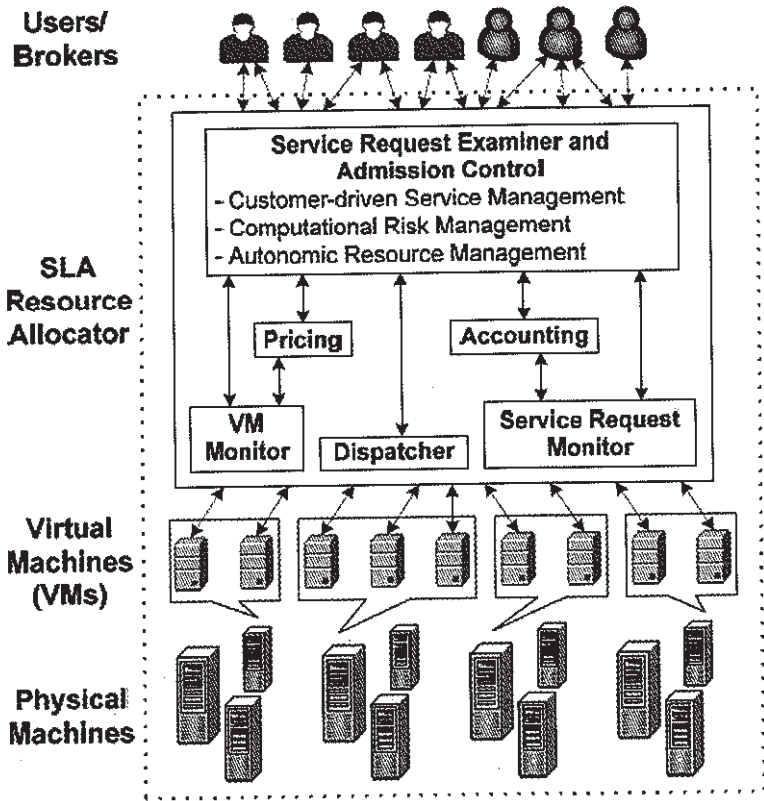 Users/
Brokers
Service Request Examiner and
Admission Control
- Customer-driven Service Management
- Computational Risk Management
- Autonomic Resource Management
SLA
Resource
Allocator
Pricing
Accounting
VM
Monitor
Dispatcher
Service Request
Monitor
Virtual
Machines
(VMs)
Physical
Machines